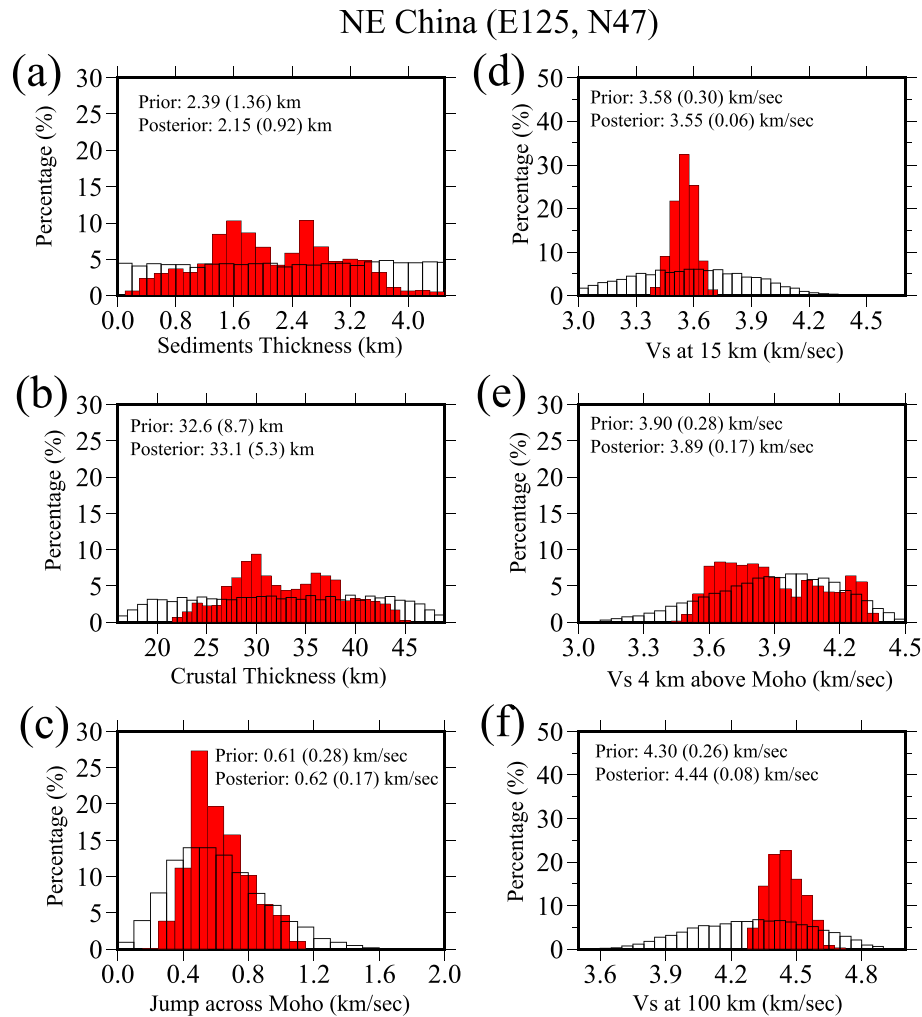 NE China (E125, N47)
(a)
Prior: 2.39 (1.36) km
Posterior: 2.15 (0.92) km
Percentage (%)
30
25
20
15
10
5
0
0.0 0.8 1.6 2.4 3.2 4.0
Sediments Thickness (km)
(d)
Prior: 3.58 (0.30) km/sec
Posterior: 3.55 (0.06) km/sec
Percentage (%)
50
40
30
20
10
0
3.0 3.3 3.6 3.9 4.2 4.5
Vs at 15 km (km/sec)
(b)
Prior: 32.6 (8.7) km
Posterior: 33.1 (5.3) km
Percentage (%)
30
25
20
15
10
5
0
20 25 30 35 40 45
Crustal Thickness (km)
(e)
Prior: 3.90 (0.28) km/sec
Posterior: 3.89 (0.17) km/sec
Percentage (%)
30
25
20
15
10
5
0
3.0 3.3 3.6 3.9 4.2 4.5
Vs 4 km above Moho (km/sec)
(c)
Prior: 0.61 (0.28) km/sec
Posterior: 0.62 (0.17) km/sec
Percentage (%)
30
25
20
15
10
5
0
0.0 0.4 0.8 1.2 1.6 2.0
Jump across Moho (km/sec)
(f)
Prior: 4.30 (0.26) km/sec
Posterior: 4.44 (0.08) km/sec
Percentage (%)
50
40
30
20
10
0
3.6 3.9 4.2 4.5 4.8
Vs at 100 km (km/sec)